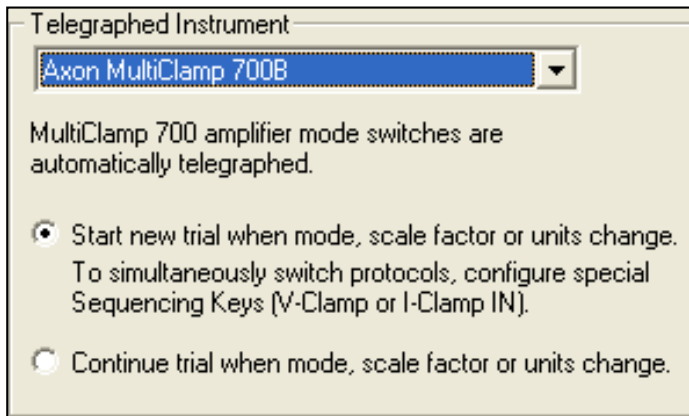 Telegraphed Instrument
Axon MultiClamp 700B
MultiClamp 700 amplifier mode switches are
automatically telegraphed.
Start new trial when mode, scale factor or units change.
To simultaneously switch protocols, configure special
Sequencing Keys (V-Clamp or I-Clamp IN).
Continue trial when mode, scale factor or units change.